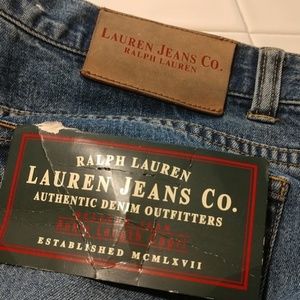 LAUREN JEANS CO.
RALPH LAUREN
RALPH LAUREN
LAUREN JEANS CO.
AUTHENTIC DENIM OUTFITTERS
ESTABLISHED MCMLXVII